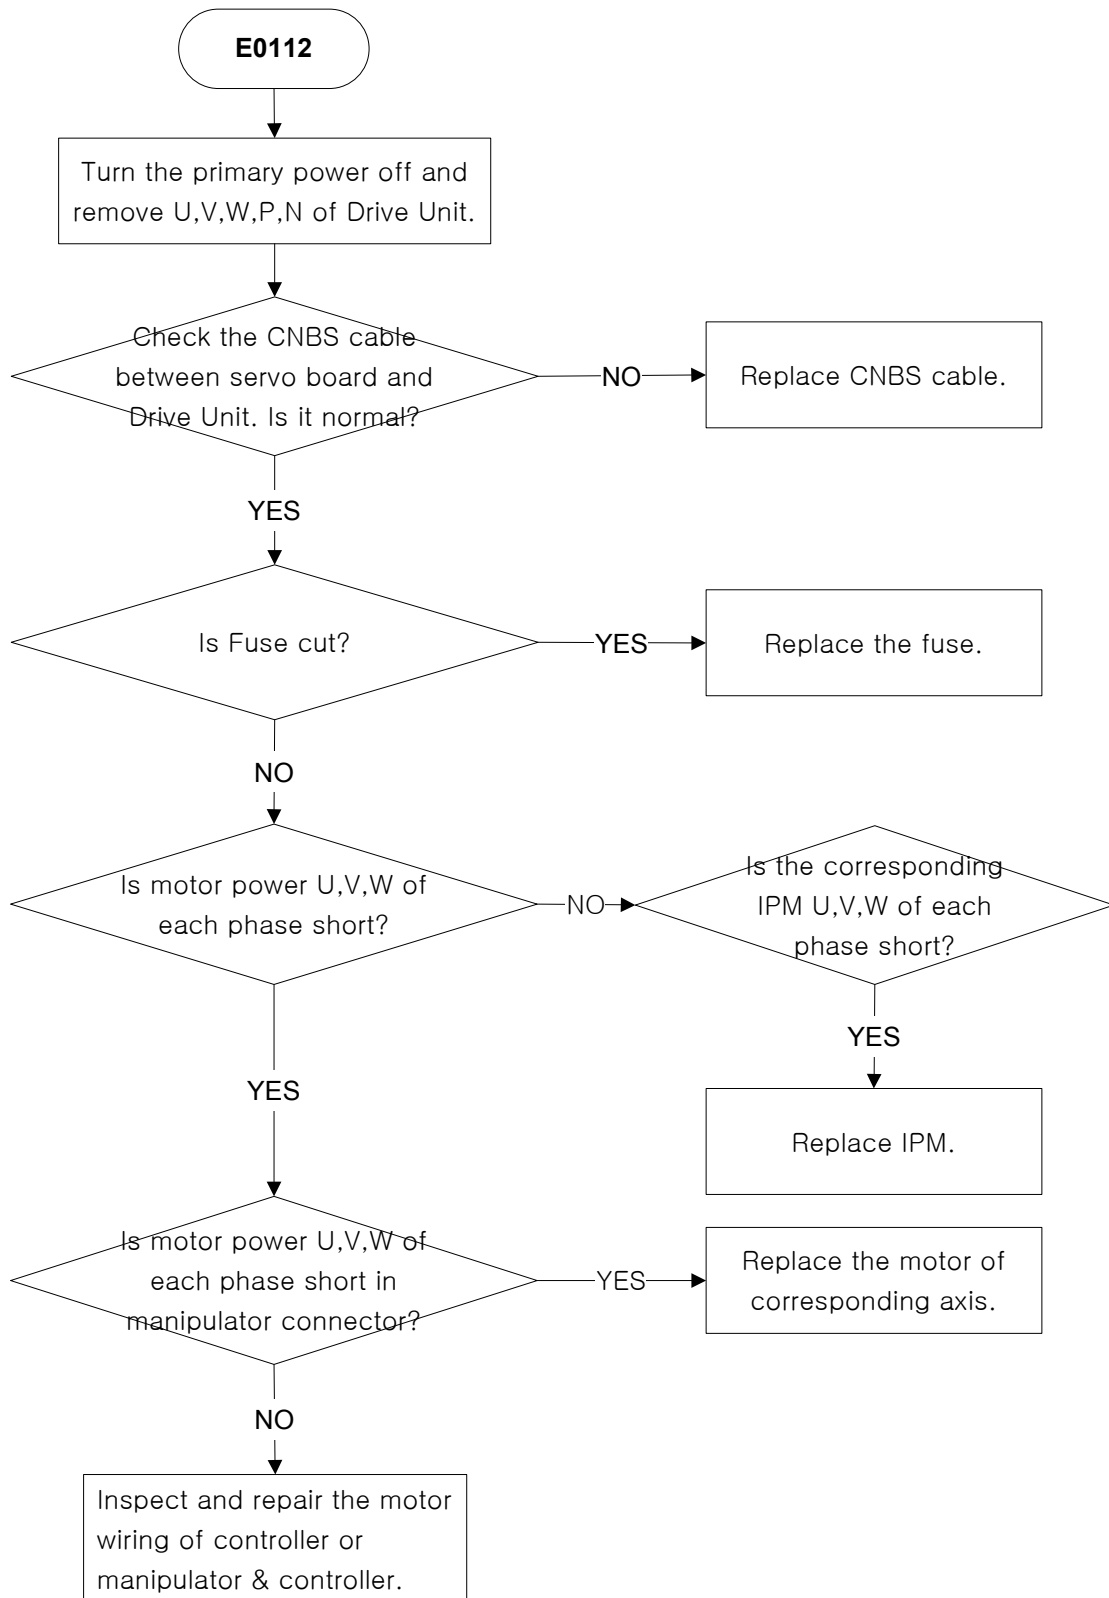 E0112
Turn the primary power off and
remove U,V,W,P,N of Drive Unit.
Check the CNBS cable
between servo board and
Drive Unit. Is it normal?
NO
Replace CNBS cable.
YES
Is Fuse cut?
YES
Replace the fuse.
NO
Is motor power U,V,W of
each phase short?
NO
Is the corresponding
IPM U,V,W of each
phase short?
YES
Replace IPM.
YES
Is motor power U,V,W of
each phase short in
manipulator connector?
YES
Replace the motor of
corresponding axis.
NO
Inspect and repair the motor
wiring of controller or
manipulator & controller.